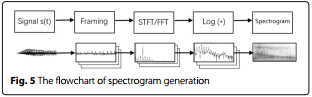 Signal s(t)
Framing
STFT/FFT
Log (*)
Spectrogram
Fig. 5 The flowchart of spectrogram generation